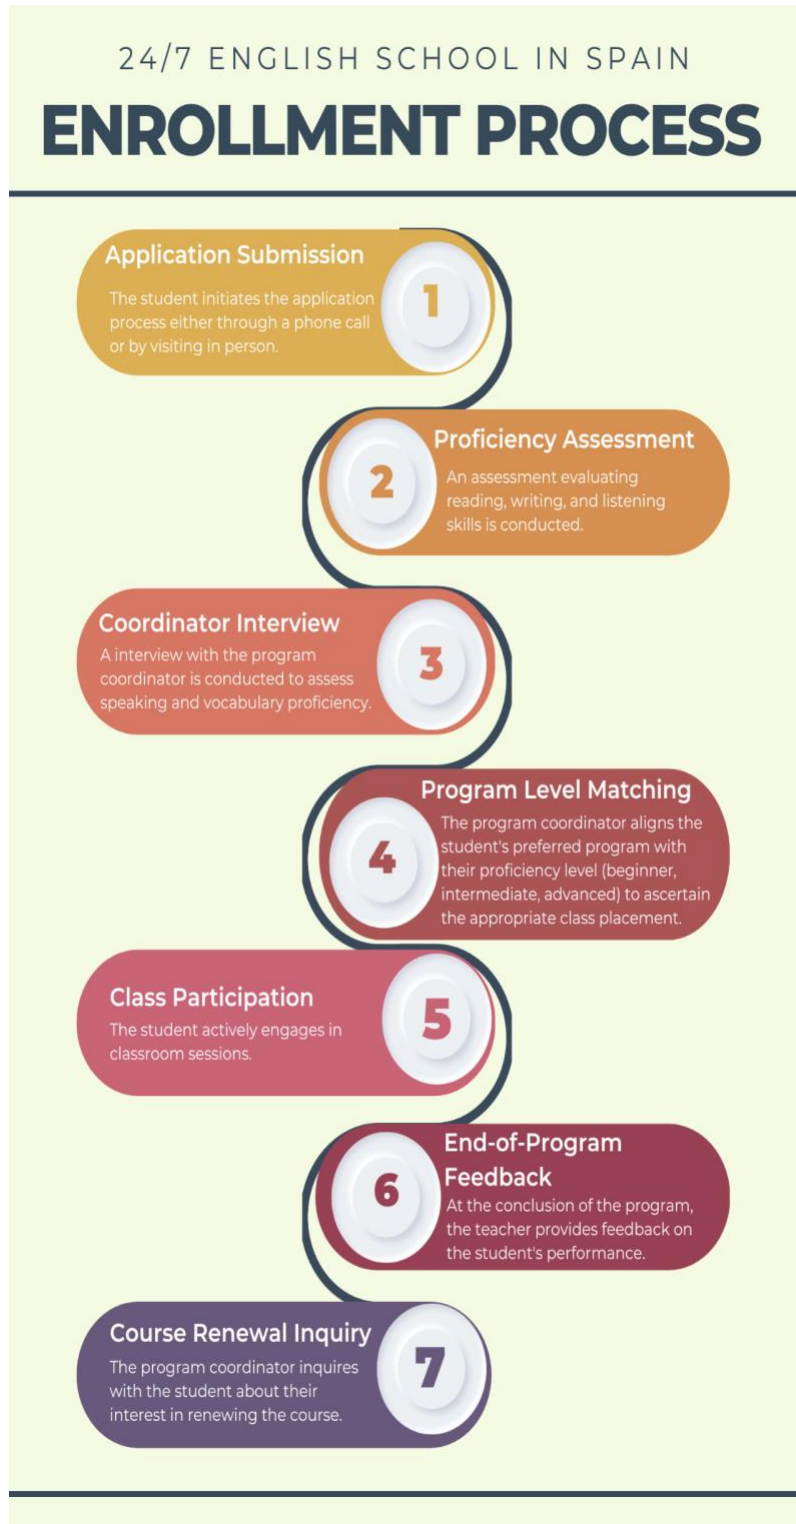 24/7 ENGLISH SCHOOL IN SPAIN
ENROLLMENT PROCESS
Application Submission
The student initiates the application
process either through a phone call
or by visiting in person.
1
Proficiency Assessment
2
An assessment evaluating
reading, writing, and listening
skills is conducted.
Coordinator Interview
A interview with the program
coordinator is conducted to assess
speaking and vocabulary proficiency.
3
Program Level Matching
4
The program coordinator aligns the
student's preferred program with
their proficiency level (beginner,
intermediate, advanced) to ascertain
the appropriate class placement.
Class Participation
The student actively engages in
classroom sessions.
5
End-of-Program
Feedback
6
At the conclusion of the program,
the teacher provides feedback on
the student's performance.
Course Renewal Inquiry
The program coordinator inquires
with the student about their
interest in renewing the course.
7